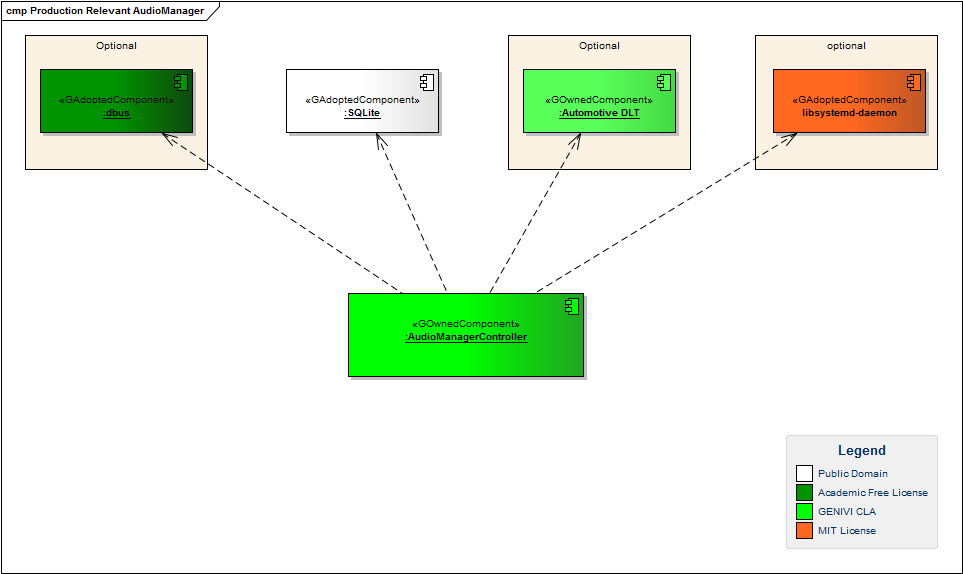 cmp Production Relevant AudioManager
Optional
«GAdoptedComponent»
:dbus
«GAdoptedComponent»
:SQLite
Optional
«GOwnedComponent»
:Automotive DLT
optional
«GAdoptedComponent»
libsystemd-daemon
«GOwnedComponent»
:AudioManagerController
Legend
Public Domain
Academic Free License
GENIVI CLA
MIT License